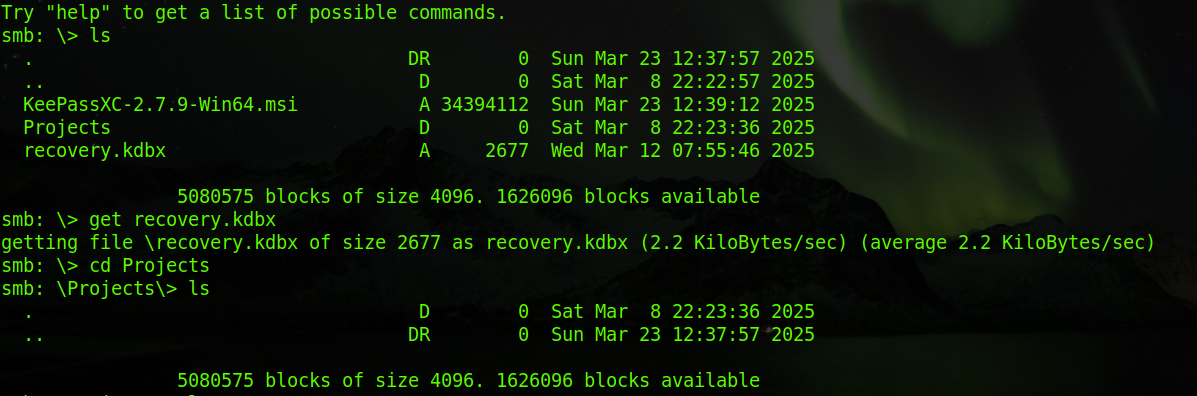 Try "help" to get a list of possible commands.
smb: \> ls
  .                                  DR        0  Sun Mar 23 12:37:57 2025
  ..                                  D        0  Sat Mar  8 22:22:57 2025
  KeePassXC-2.7.9-Win64.msi           A 34394112  Sun Mar 23 12:39:12 2025
  Projects                            D        0  Sat Mar  8 22:23:36 2025
  recovery.kdbx                       A     2677  Wed Mar 12 07:55:46 2025

                5080575 blocks of size 4096. 1626096 blocks available
smb: \> get recovery.kdbx
getting file \recovery.kdbx of size 2677 as recovery.kdbx (2.2 KiloBytes/sec) (average 2.2 KiloBytes/sec)
smb: \> cd Projects
smb: \Projects\> ls
  .                                   D        0  Sat Mar  8 22:23:36 2025
  ..                                 DR        0  Sun Mar 23 12:37:57 2025

                5080575 blocks of size 4096. 1626096 blocks available